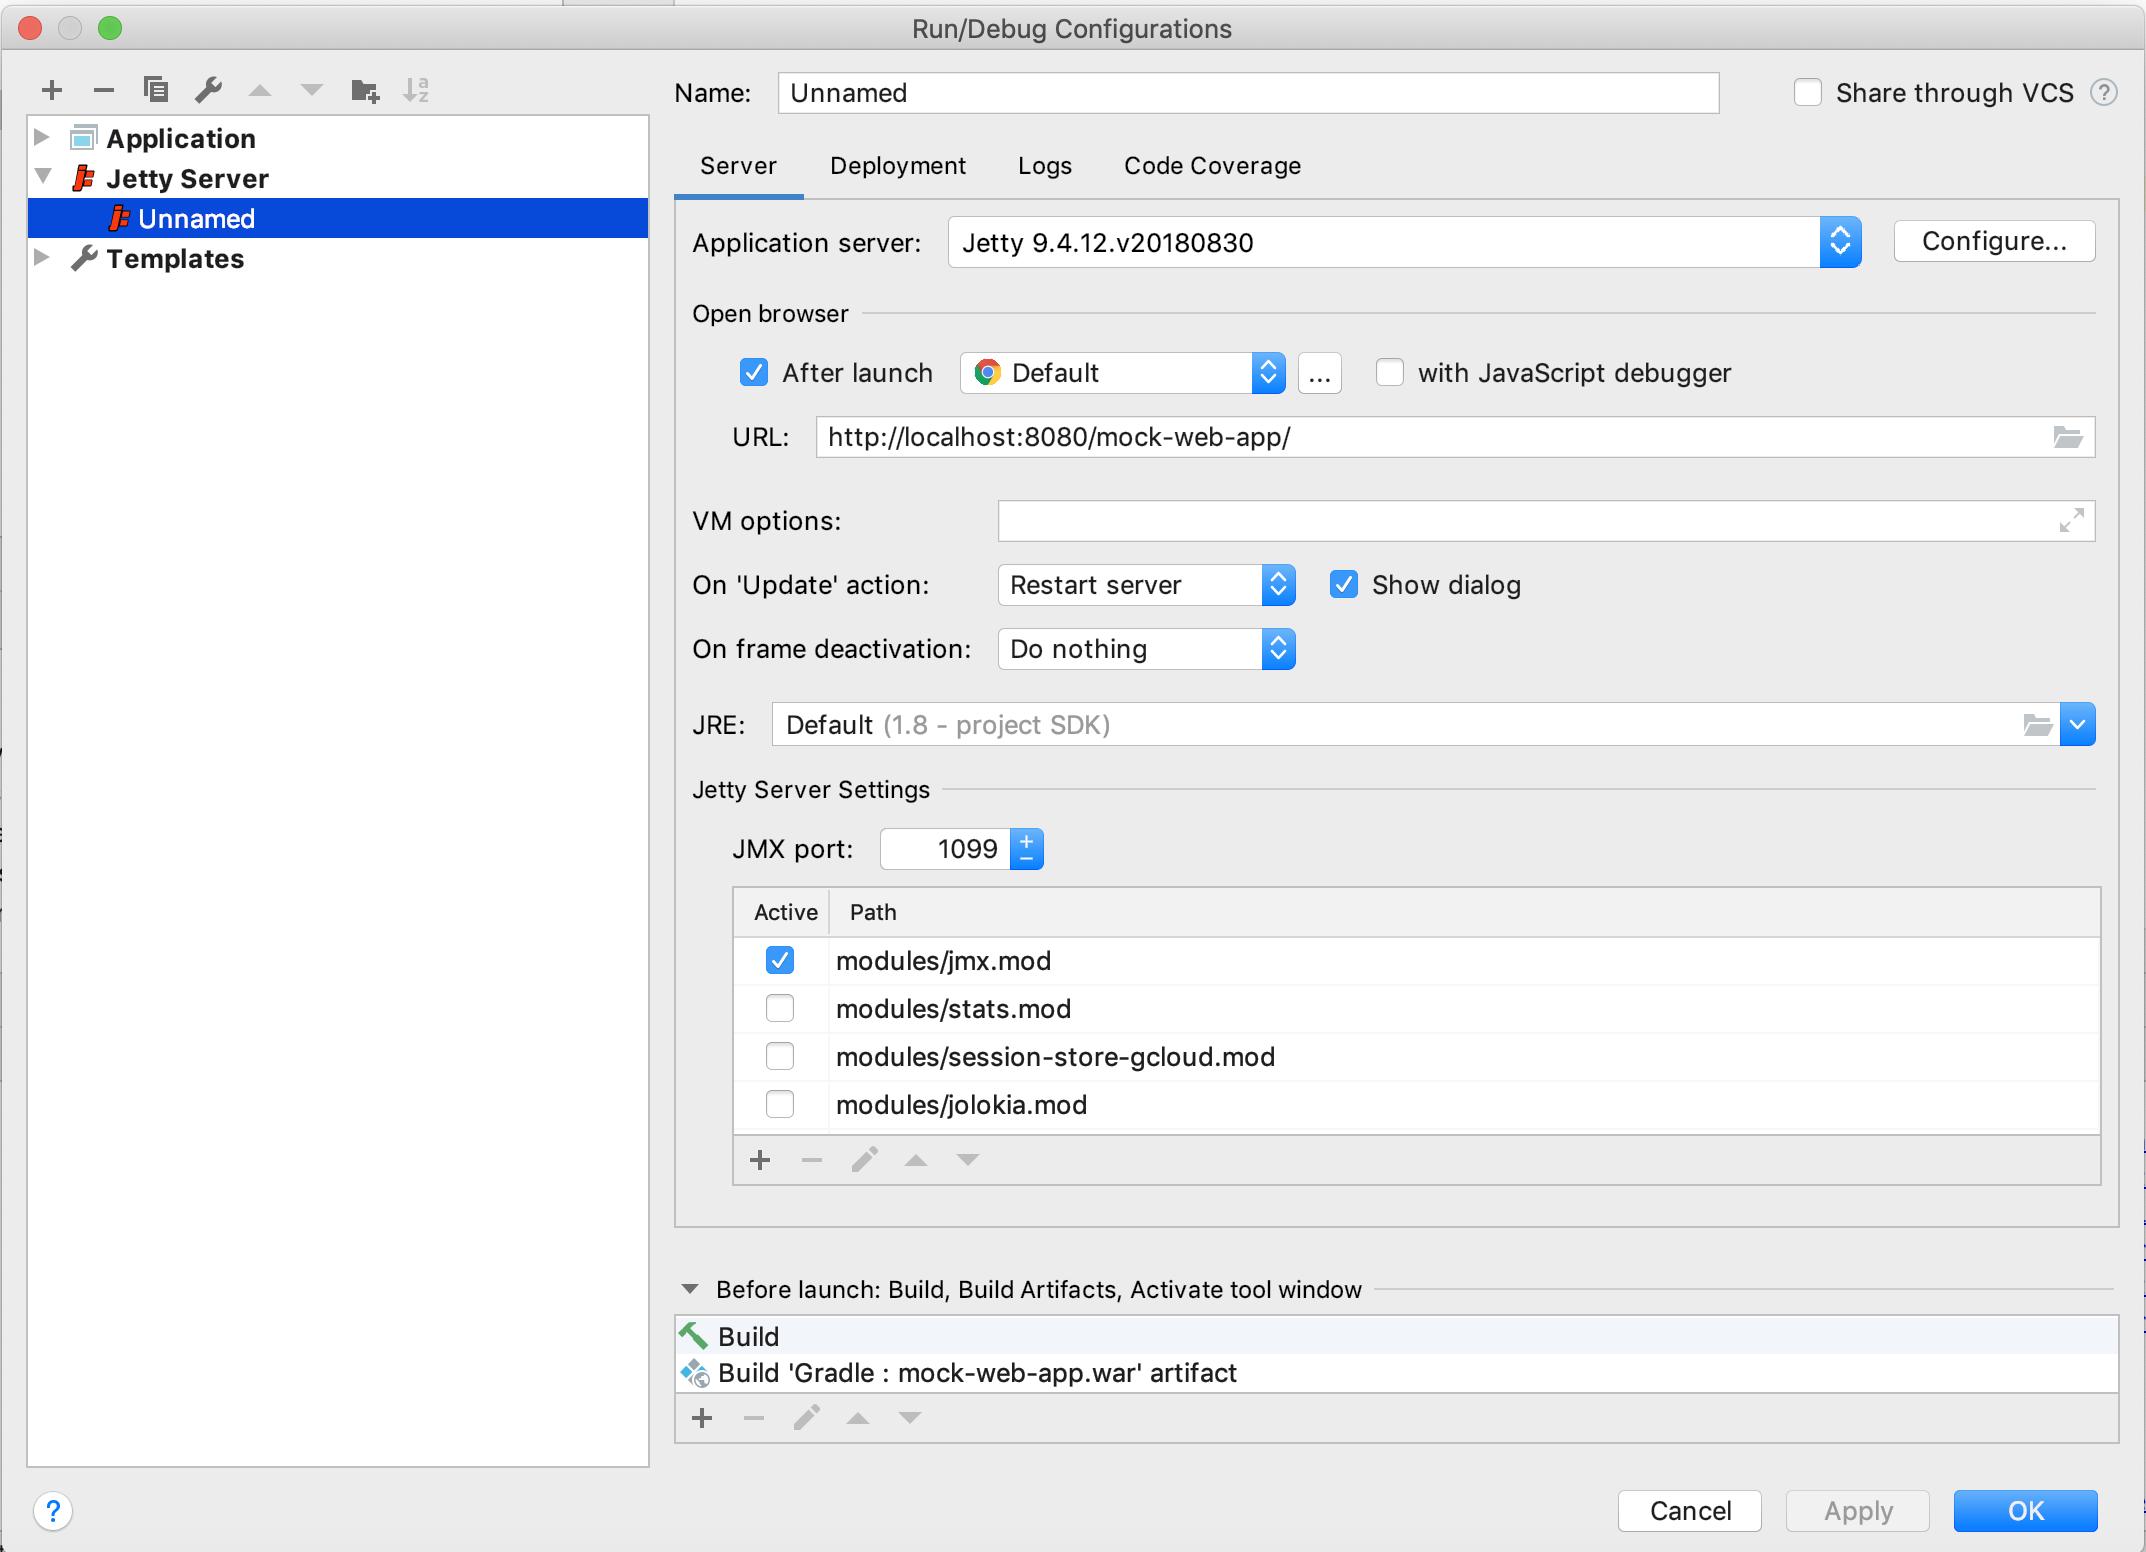 Run/Debug Configurations
Application
Jetty Server
Unnamed
Templates
Name: Unnamed
Share through VCS ?
Server Deployment Logs Code Coverage
Application server: Jetty 9.4.12.v20180830 Configure...
Open browser
After launch Default ... with JavaScript debugger
URL: http://localhost:8080/mock-web-app/
VM options:
On 'Update' action: Restart server Show dialog
On frame deactivation: Do nothing
JRE: Default (1.8 - project SDK)
Jetty Server Settings
JMX port: 1099
Active Path
modules/jmx.mod
modules/stats.mod
modules/session-store-gcloud.mod
modules/jolokia.mod
Before launch: Build, Build Artifacts, Activate tool window
Build
Build 'Gradle : mock-web-app.war' artifact
? Cancel Apply OK